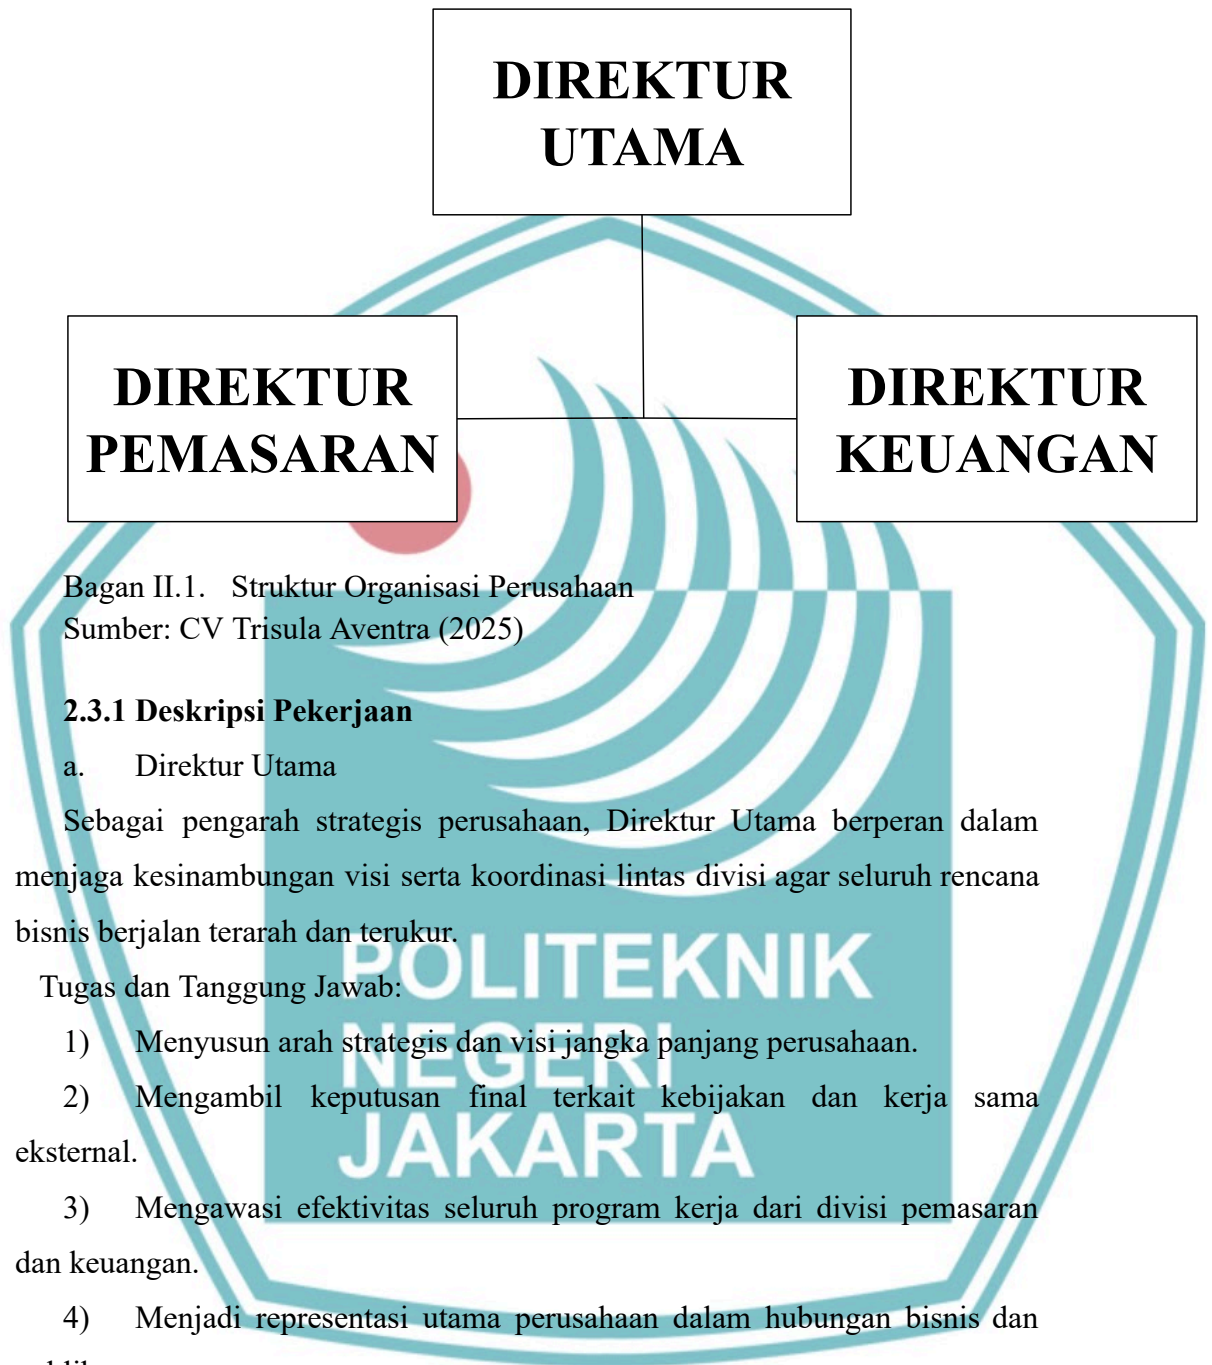 DIREKTUR
UTAMA
DIREKTUR
PEMASARAN
DIREKTUR
KEUANGAN
Bagan II.1. Struktur Organisasi Perusahaan
Sumber: CV Trisula Aventra (2025)
2.3.1 Deskripsi Pekerjaan
a. Direktur Utama
Sebagai pengarah strategis perusahaan, Direktur Utama berperan dalam
menjaga kesinambungan visi serta koordinasi lintas divisi agar seluruh rencana
bisnis berjalan terarah dan terukur.
Tugas dan Tanggung Jawab:
1) Menyusun arah strategis dan visi jangka panjang perusahaan.
2) Mengambil keputusan final terkait kebijakan dan kerja sama
eksternal.
3) Mengawasi efektivitas seluruh program kerja dari divisi pemasaran
dan keuangan.
4) Menjadi representasi utama perusahaan dalam hubungan bisnis dan
POLITEKNIK
NEGERI
JAKARTA